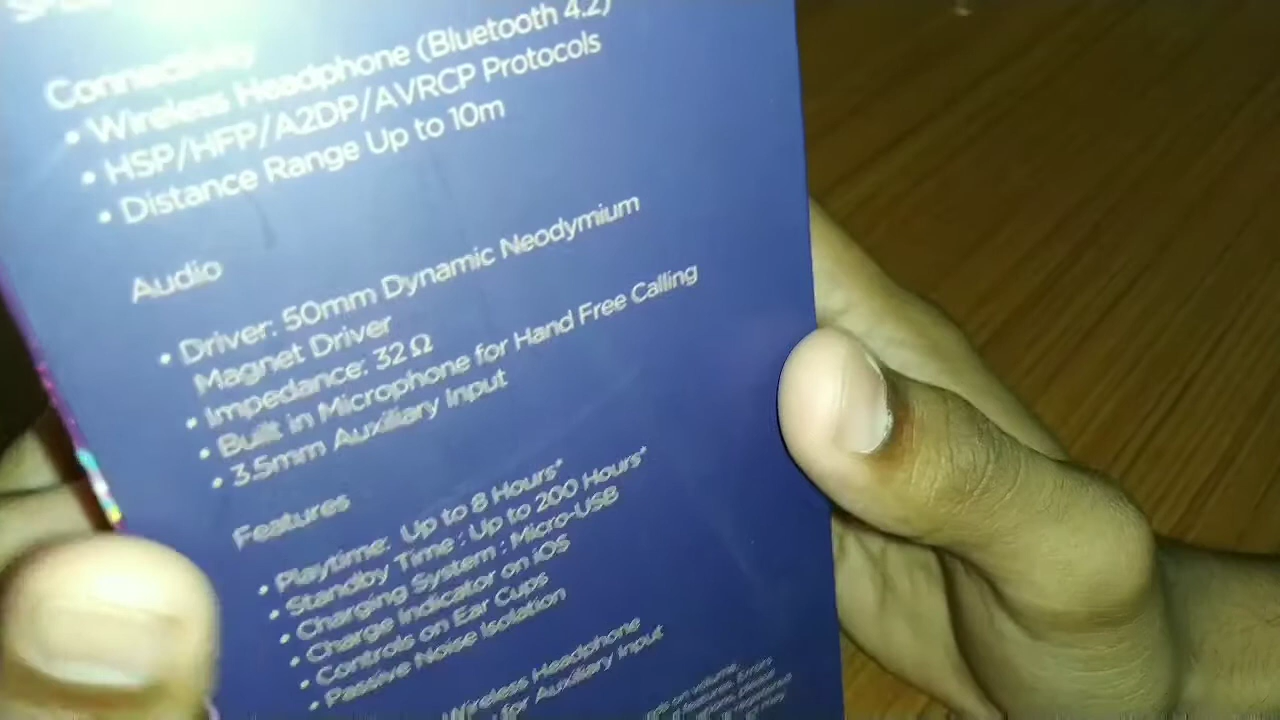 Connectivity
• Wireless Headphone (Bluetooth 4.2)
• HSP/HFP/A2DP/AVRCP Protocols
• Distance Range Up to 10m
Audio
• Driver: 50mm Dynamic Neodymium
Magnet Driver
• Impedance: 32Ω
• Built in Microphone for Hand Free Calling
• 3.5mm Auxiliary Input
Features
• Playtime: Up to 8 Hours*
• Standby Time : Up to 200 Hours*
• Charging System : Micro-USB
• Charge Indicator on iOS
• Controls on Ear Cups
• Passive Noise Isolation
Wireless Headphone
for Auxiliary Input